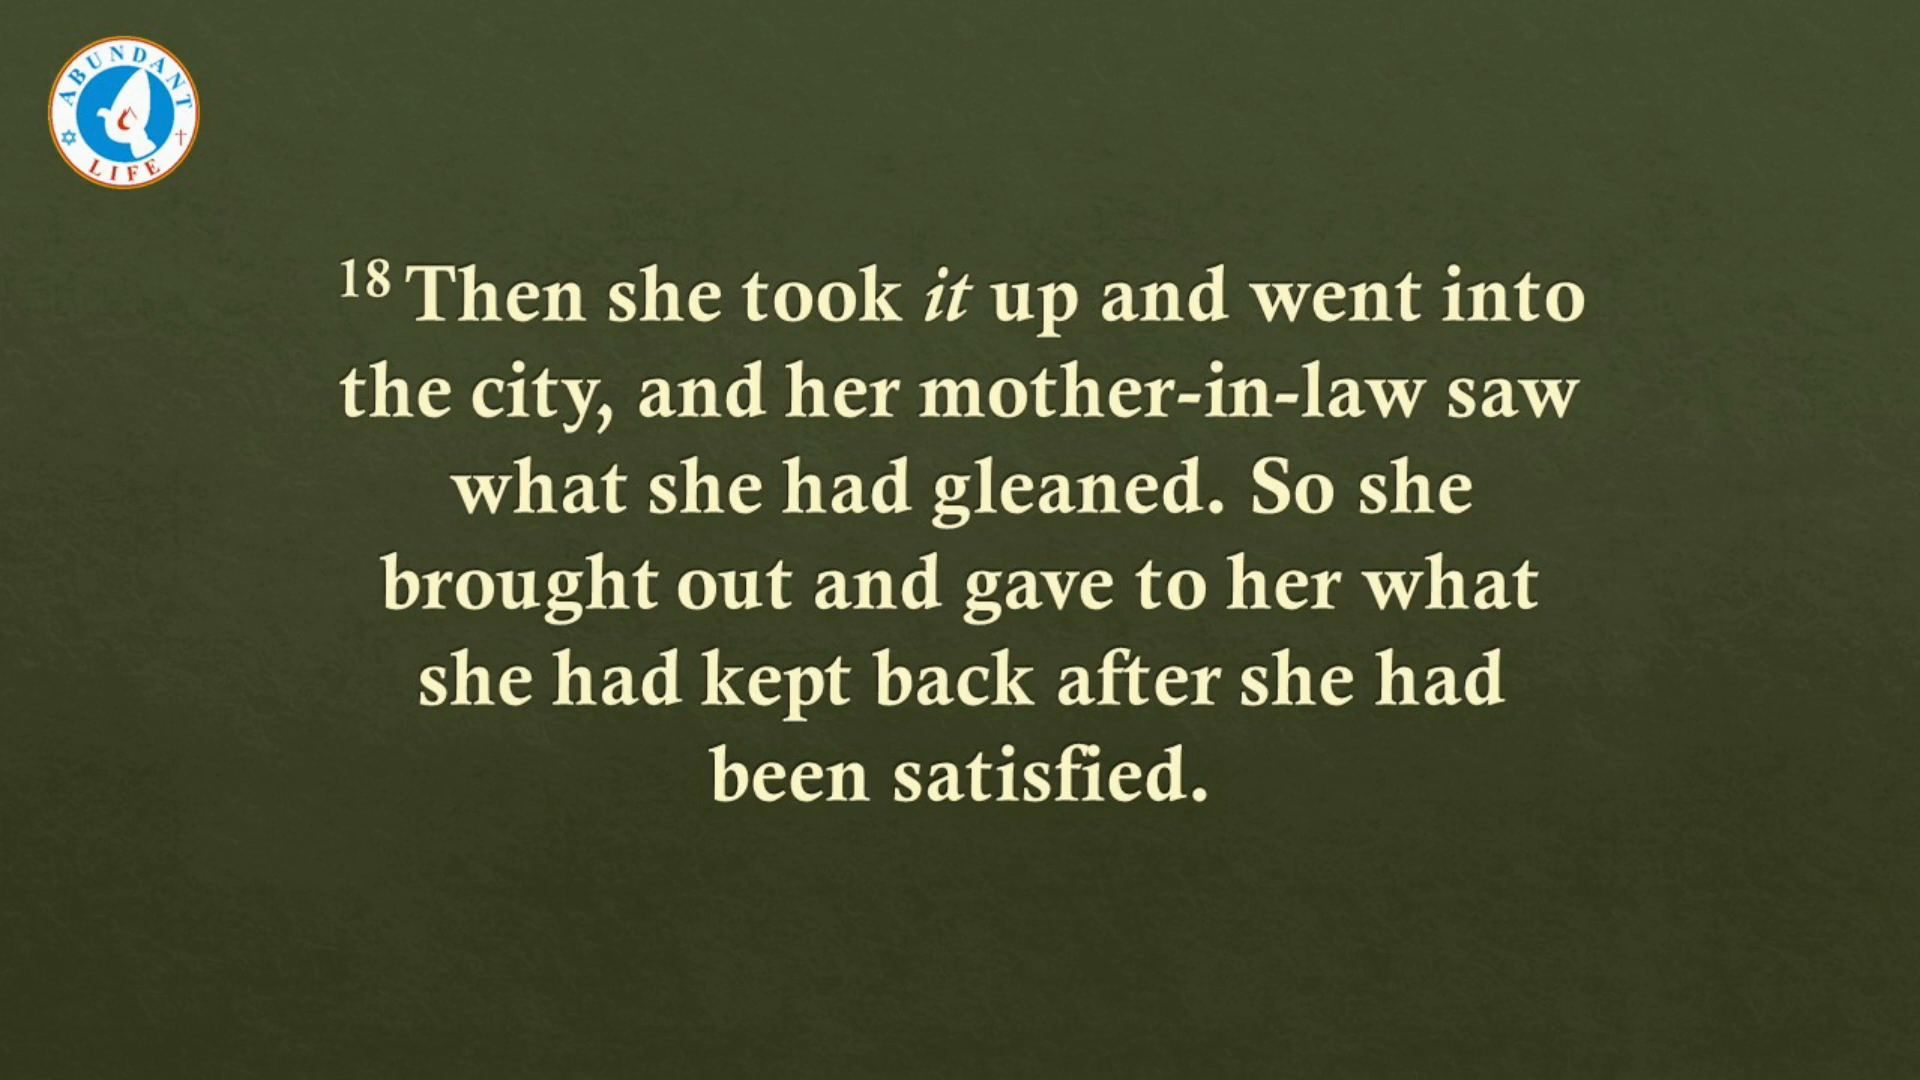 ABUNDANT
LIFE
18 Then she took it up and went into
the city, and her mother-in-law saw
what she had gleaned. So she
brought out and gave to her what
she had kept back after she had
been satisfied.